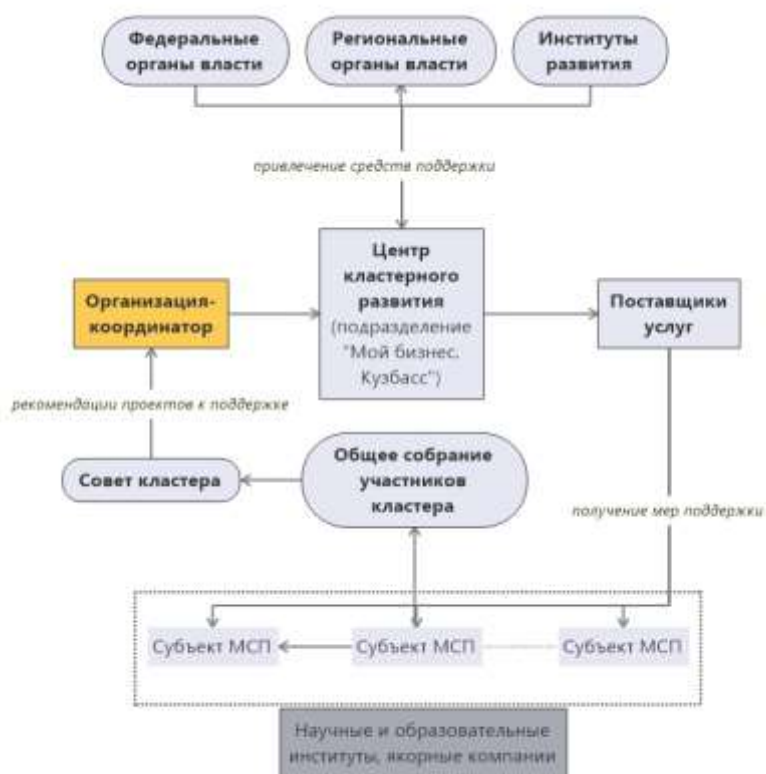 Федеральные
органы власти
Региональные
органы власти
Институты
развития
привлечение средств поддержки
Центр
кластерного
развития
(подразделение
"Мой бизнес.
Кузбасс")
Организация-
координатор
Поставщики
услуг
рекомендации проектов к поддержке
Совет кластера
Общее собрание
участников
кластера
получение мер поддержки
Субъект МСП
Субъект МСП
Субъект МСП
Научные и образовательные
институты, якорные компании